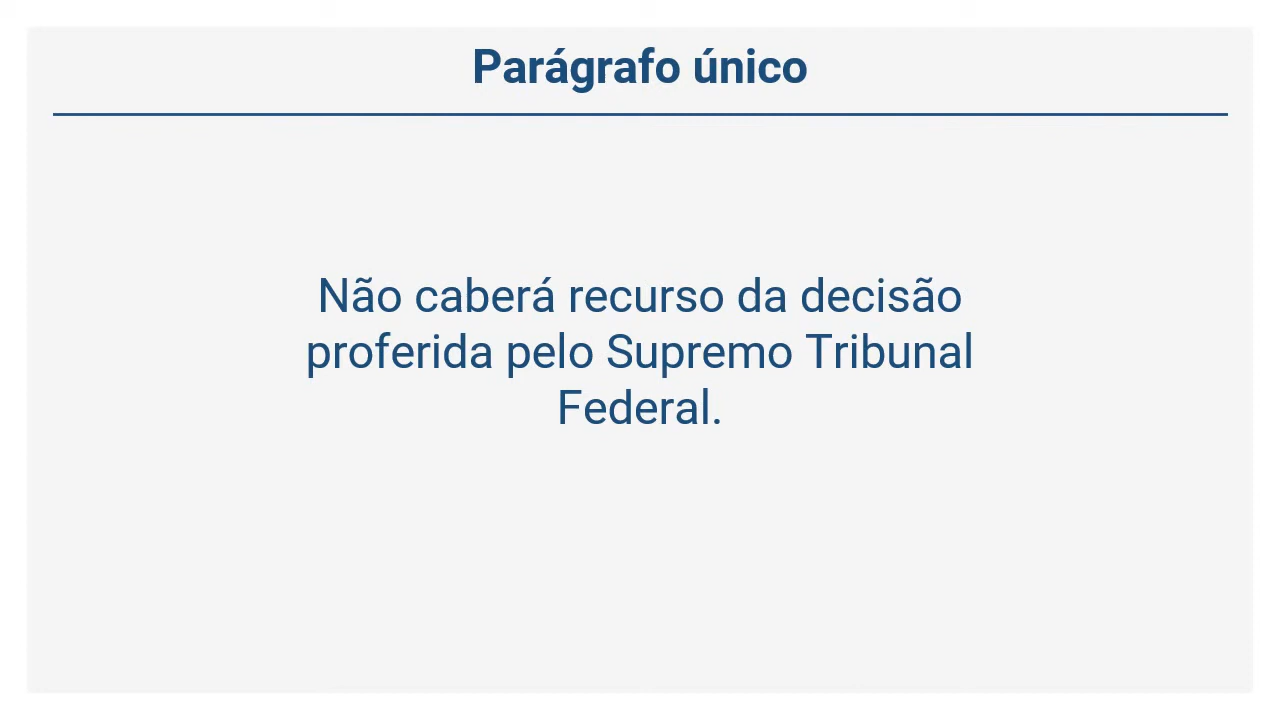 Parágrafo único
Não caberá recurso da decisão
proferida pelo Supremo Tribunal
Federal.